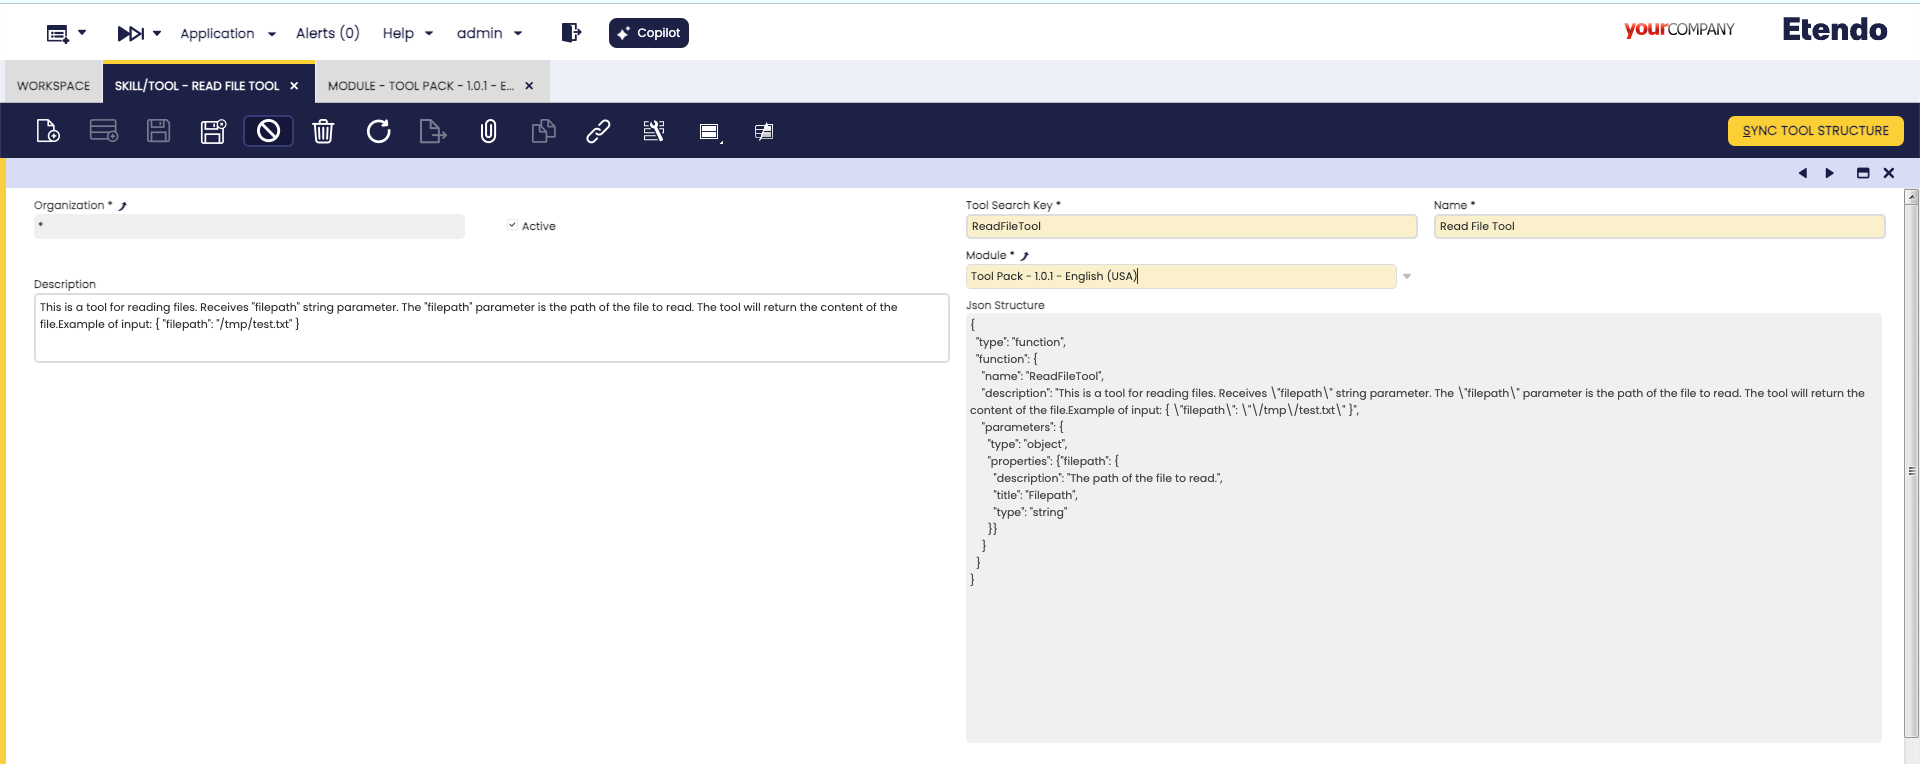 Application
Alerts (0)
Help
admin
Copilot
yourCOMPANY
Etendo
WORKSPACE
SKILL/TOOL - READ FILE TOOL
MODULE - TOOL PACK - 1.0.1 - E...
SYNC TOOL STRUCTURE
Organization *
*
Active
Description
This is a tool for reading files. Receives "filepath" string parameter. The "filepath" parameter is the path of the file to read. The tool will return the content of the
file.Example of input: { "filepath": "/tmp/test.txt" }
Tool Search Key *
ReadFileTool
Name *
Read File Tool
Module *
Tool Pack - 1.0.1 - English (USA)
Json Structure
{
"type": "function",
"function": {
"name": "ReadFileTool",
"description": "This is a tool for reading files. Receives \"filepath\" string parameter. The \"filepath\" parameter is the path of the file to read. The tool will return the
content of the file.Example of input: { \"filepath\": \"\/tmp\/test.txt\" }",
"parameters": {
"type": "object",
"properties": {"filepath": {
"description": "The path of the file to read.",
"title": "Filepath",
"type": "string"
}}
}
}
}